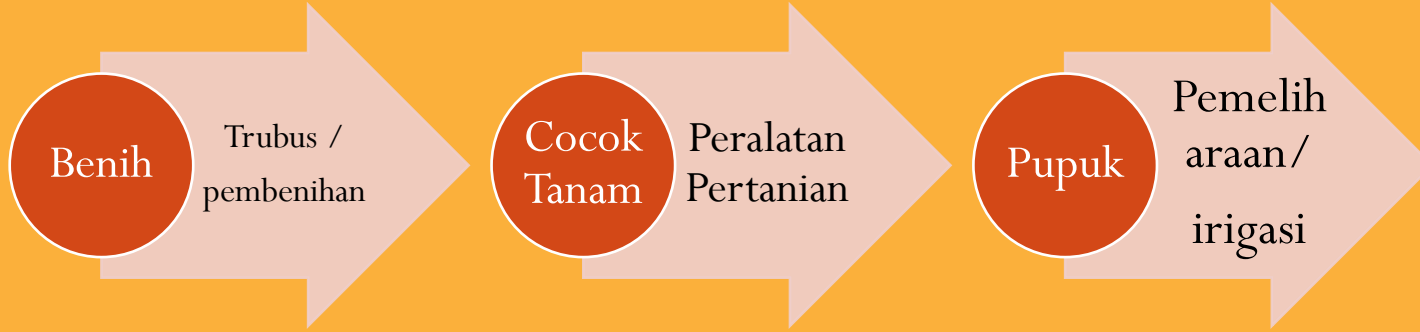 Benih
Trubus /
pembenihan
Cocok
Tanam
Peralatan
Pertanian
Pupuk
Pemelih
araan/
irigasi